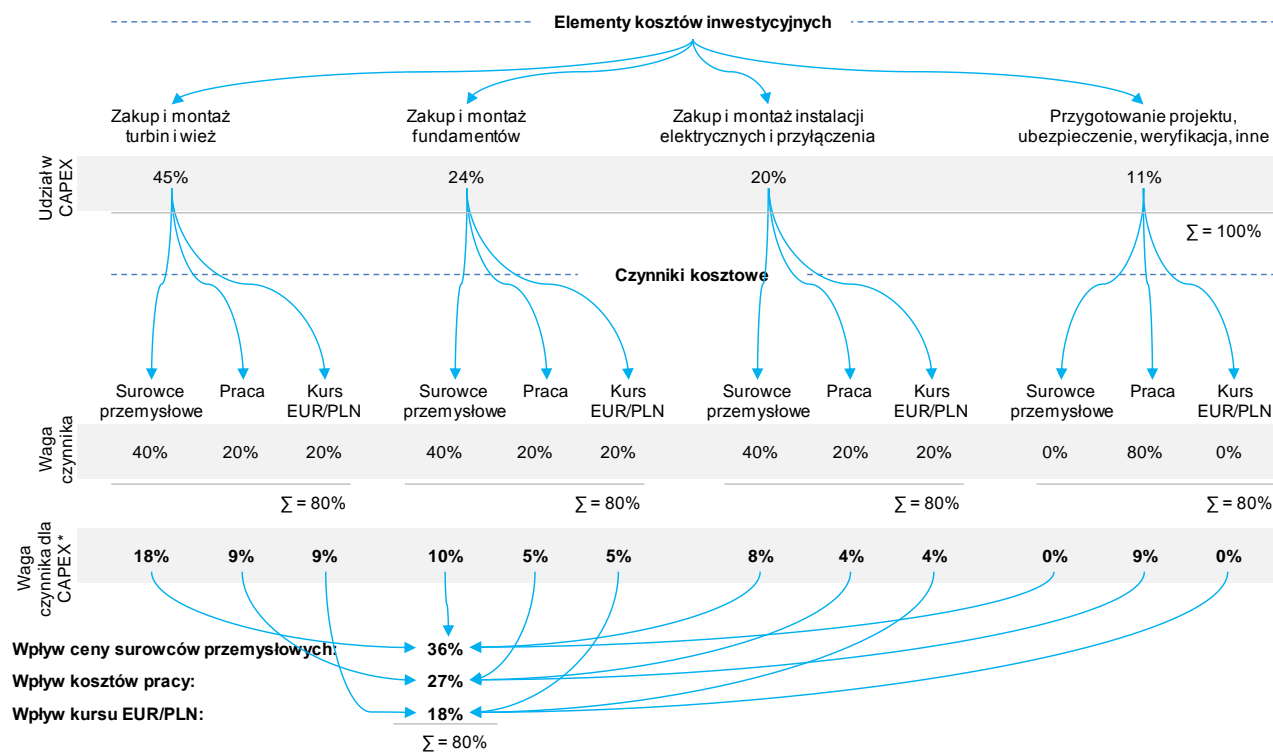 Elementy kosztów inwestycyjnych
Zakup i montaż
turbin i wież
Zakup i montaż
fundamentów
Zakup i montaż instalacji
elektrycznych i przyłączenia
Przygotowanie projektu,
ubezpieczenie, weryfikacja, inne
Udział w
CAPEX
45% 24% 20% 11%
∑ = 100%
Czynniki kosztowe
Surowce
przemysłowe
Praca
Kurs
EUR/PLN
Surowce
przemysłowe
Praca
Kurs
EUR/PLN
Surowce
przemysłowe
Praca
Kurs
EUR/PLN
Surowce
przemysłowe
Praca
Kurs
EUR/PLN
Waga
czynnika
40% 20% 20% 40% 20% 20% 40% 20% 20% 0% 80% 0%
∑ = 80% ∑ = 80% ∑ = 80% ∑ = 80%
Waga
czynnika dla
CAPEX*
18% 9% 9% 10% 5% 5% 8% 4% 4% 0% 9% 0%
Wpływ ceny surowców przemysłowych: 36%
Wpływ kosztów pracy: 27%
Wpływ kursu EUR/PLN: 18%
∑ = 80%